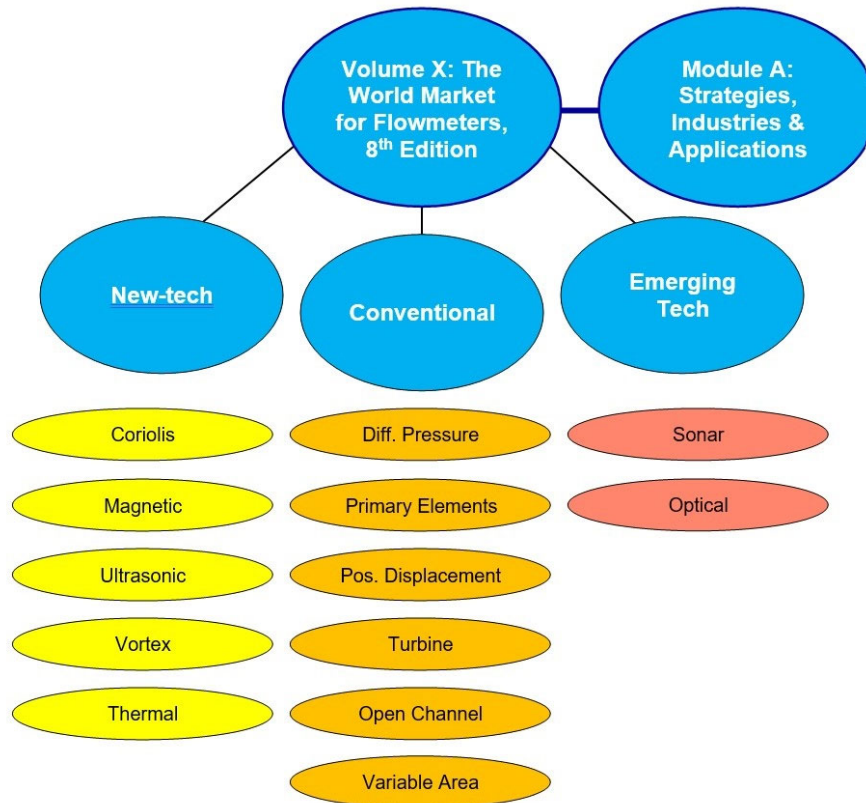 Volume X: The
World Market
for Flowmeters,
8th Edition
Module A:
Strategies,
Industries &
Applications
New-tech
Conventional
Emerging
Tech
Coriolis
Magnetic
Ultrasonic
Vortex
Thermal
Diff. Pressure
Primary Elements
Pos. Displacement
Turbine
Open Channel
Variable Area
Sonar
Optical